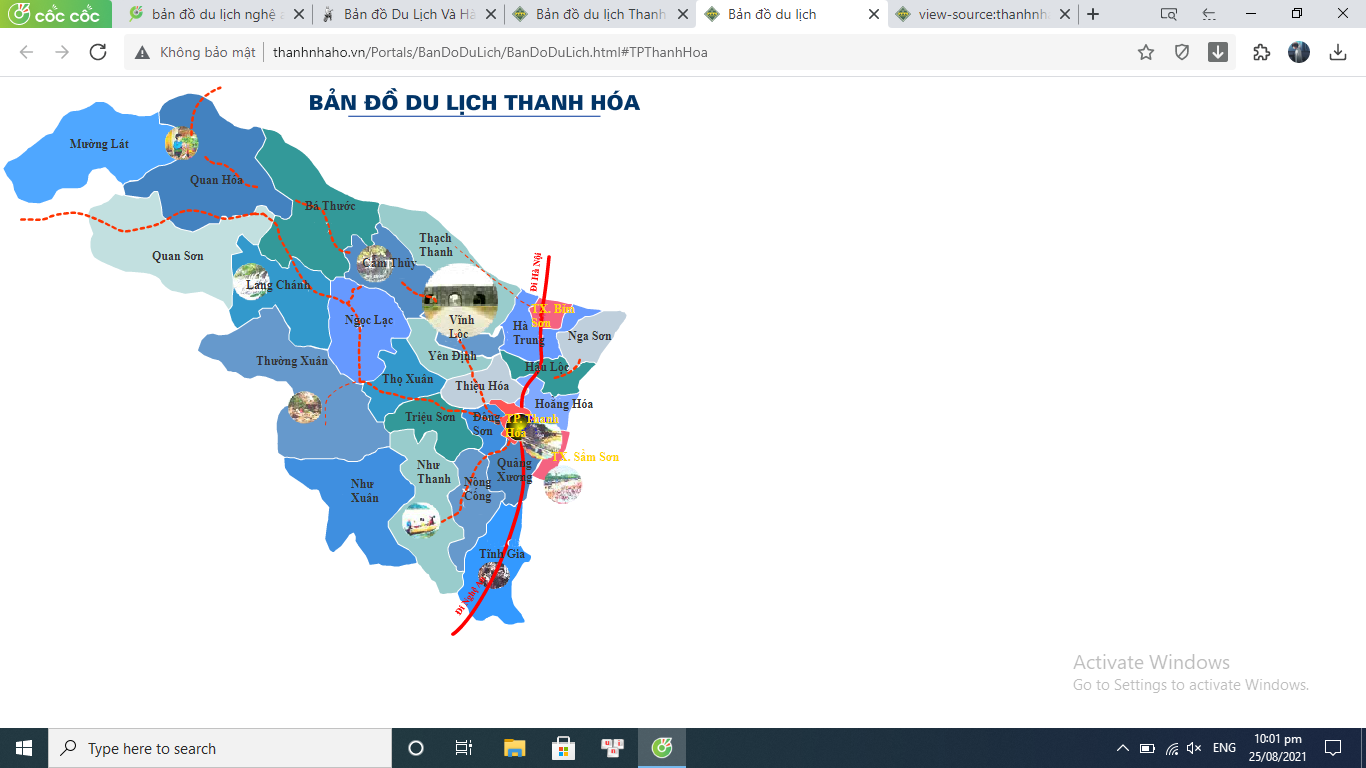 cốc cốc
bản đồ du lịch nghệ a
Bản đồ Du Lịch Và Hà
Bản đồ du lịch Thanh
Bản đồ du lịch
view-source:thanhnha
Không bảo mật
thanhnhaho.vn/Portals/BanDoDuLich/BanDoDuLich.html#TPThanhHoa
BẢN ĐỒ DU LỊCH THANH HÓA
Mường Lát
Quan Hóa
Bá Thước
Quan Sơn
Thạch
Thanh
Cẩm Thủy
Lang Chánh
Đi Hà Nội
TX. Bỉm
Sơn
Ngọc Lạc
Vĩnh
Lộc
Hà
Trung
Nga Sơn
Yên Định
Thường Xuân
Hậu Lộc
Thọ Xuân
Thiệu Hóa
Hoáng Hóa
Triệu Sơn
Đông
Sơn
TP. Thanh
Hóa
TX. Sầm Sơn
Quảng
Xương
Như
Thanh
Như
Xuân
Nông
Cống
Tĩnh Gia
Đi Nghệ
Activate Windows
Go to Settings to activate Windows.
Type here to search
ENG
10:01 pm
25/08/2021